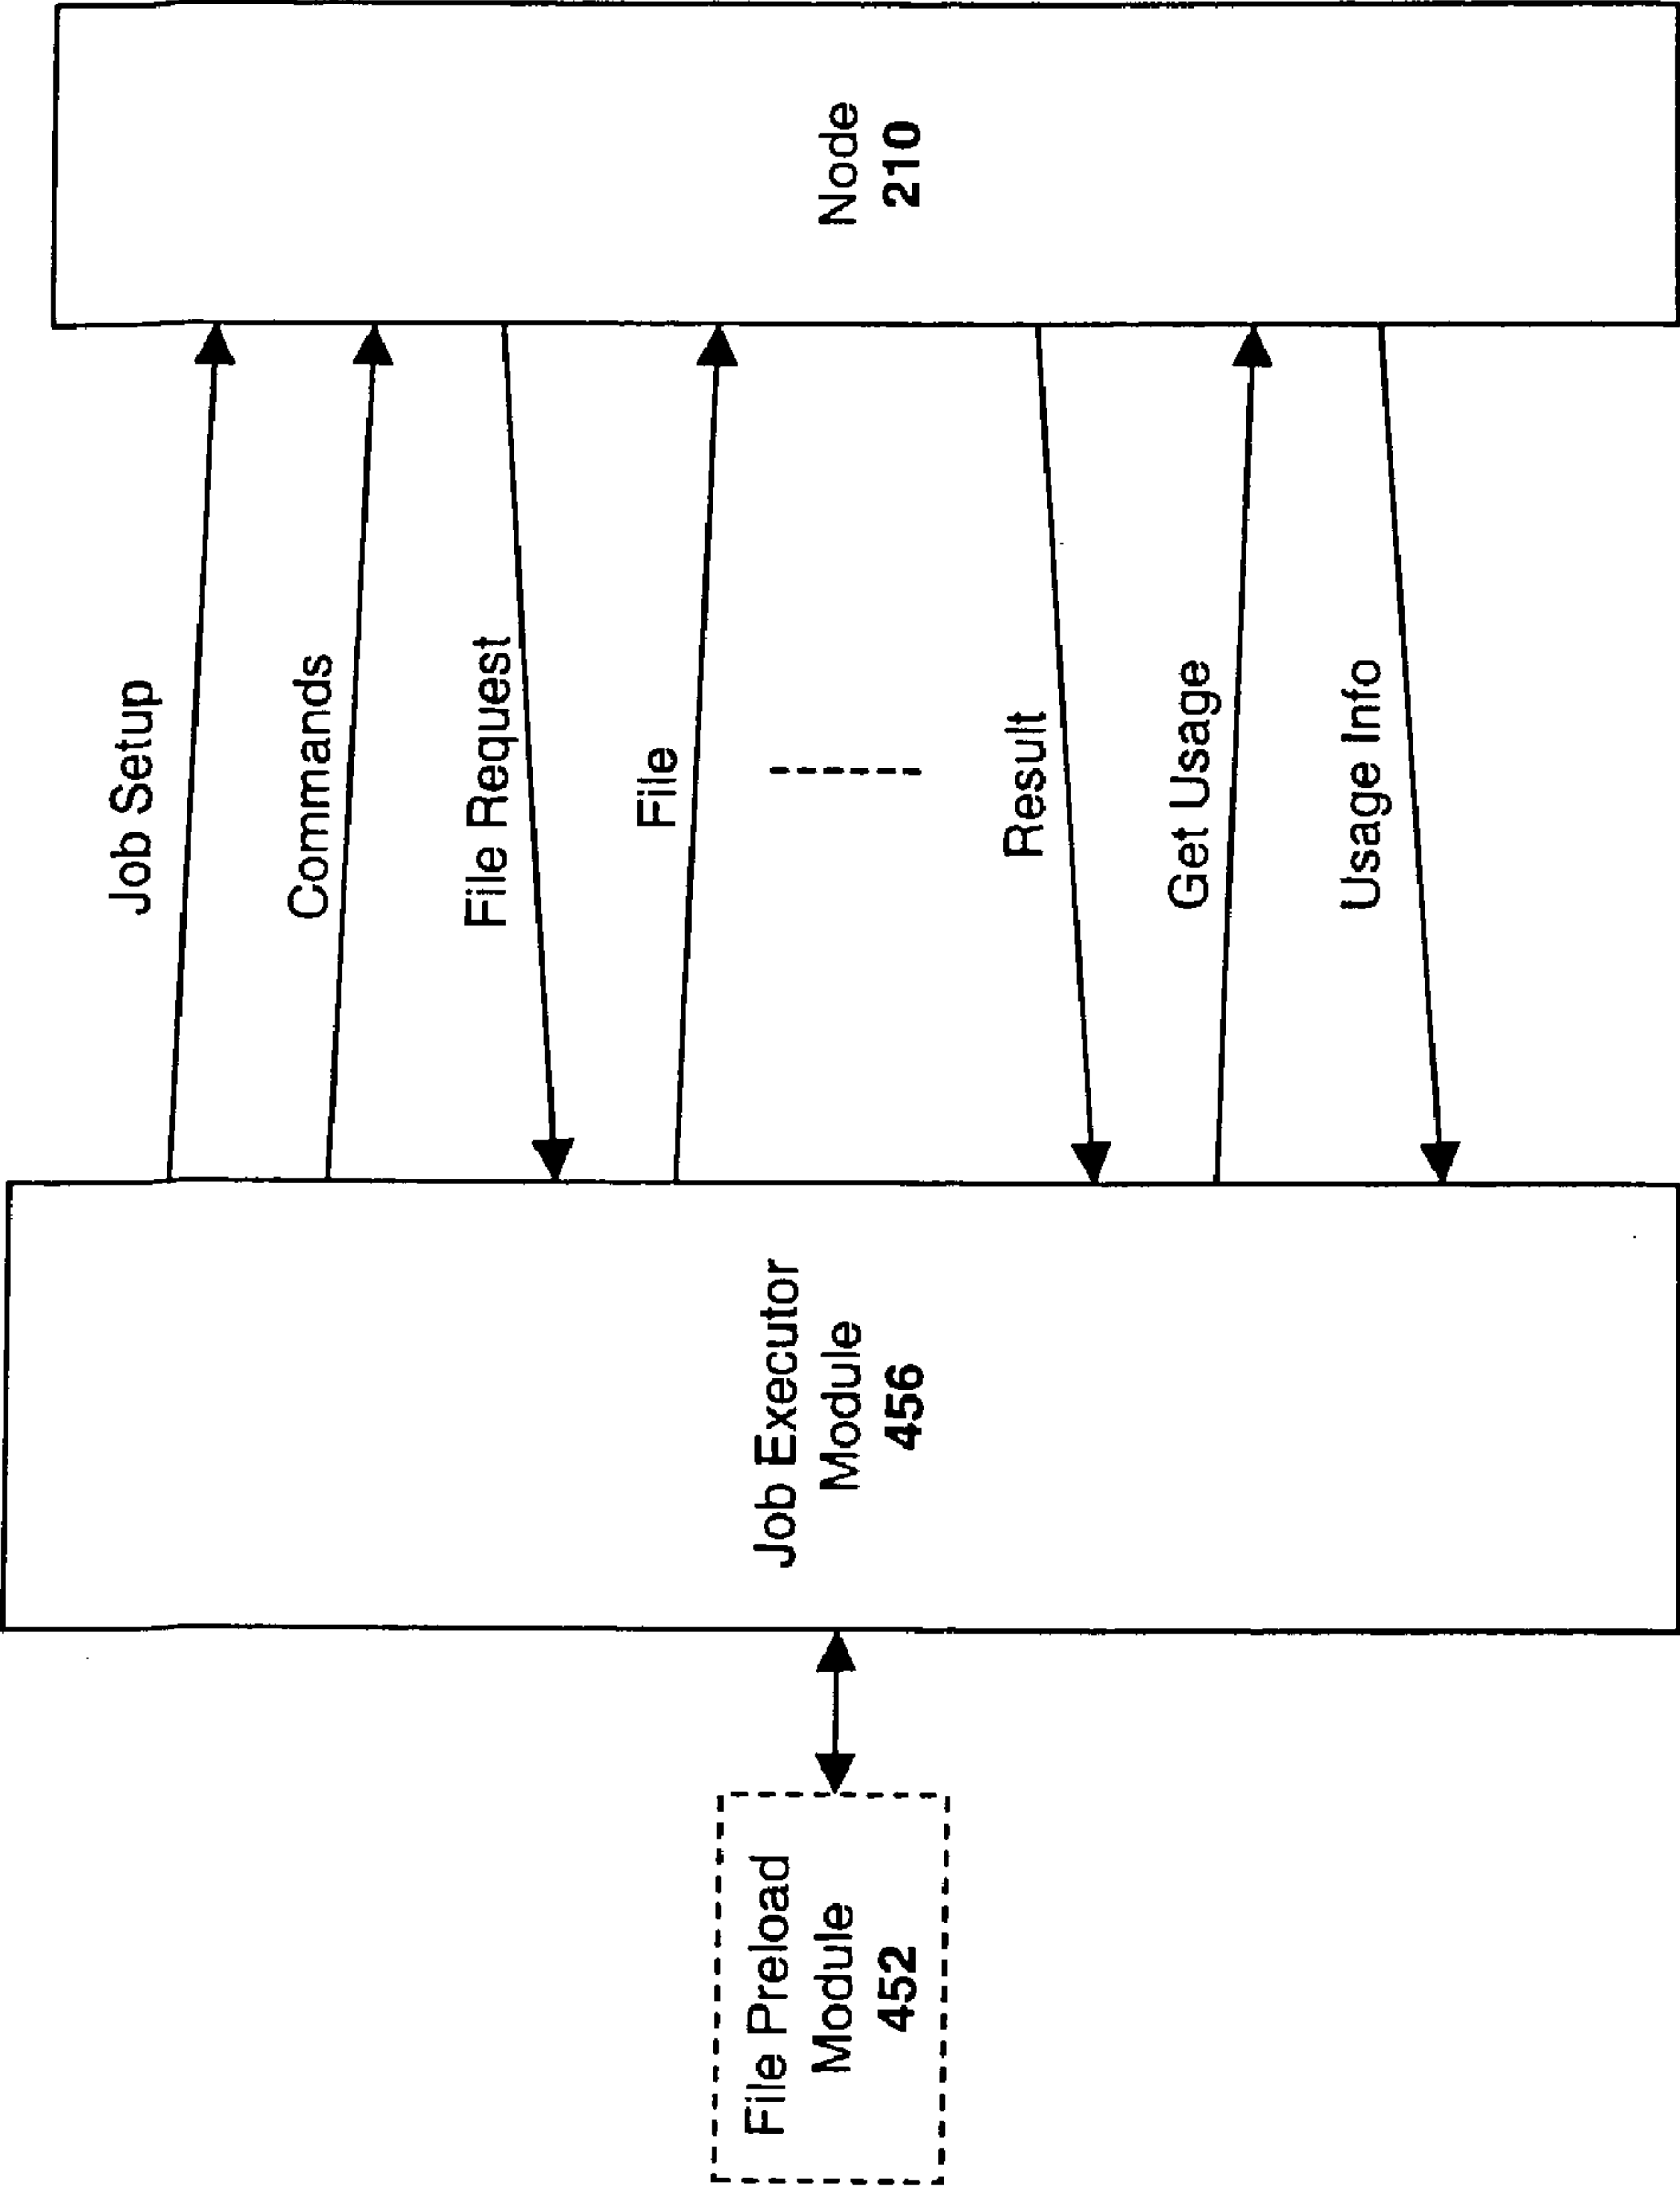 File Preload
Module
452
Job Executor
Module
456
Job Setup
Commands
File Request
File
Result
Get Usage
Usage Info
Node
210